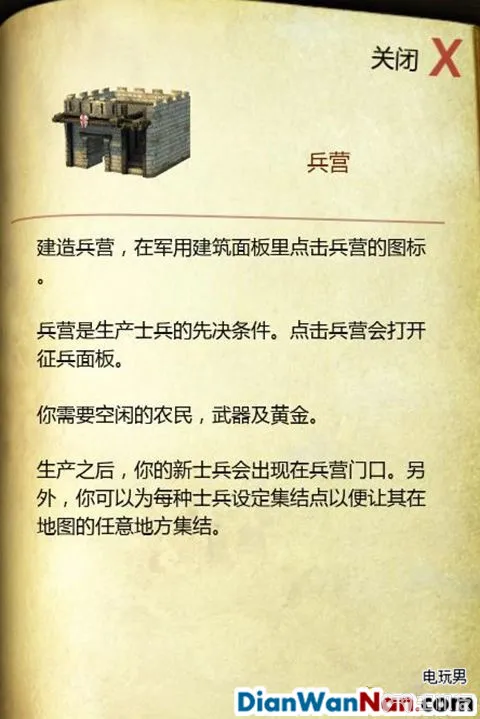 关闭 X
兵营
建造兵营，在军用建筑面板里点击兵营的图标
。
兵营是生产士兵的先决条件。点击兵营会打开
征兵面板。
你需要空闲的农民，武器及黄金。
生产之后，你的新士兵会出现在兵营门口。另
外，你可以为每种士兵设定集结点以便让其在
地图的任意地方集结。
电玩男
DianWanNan.com